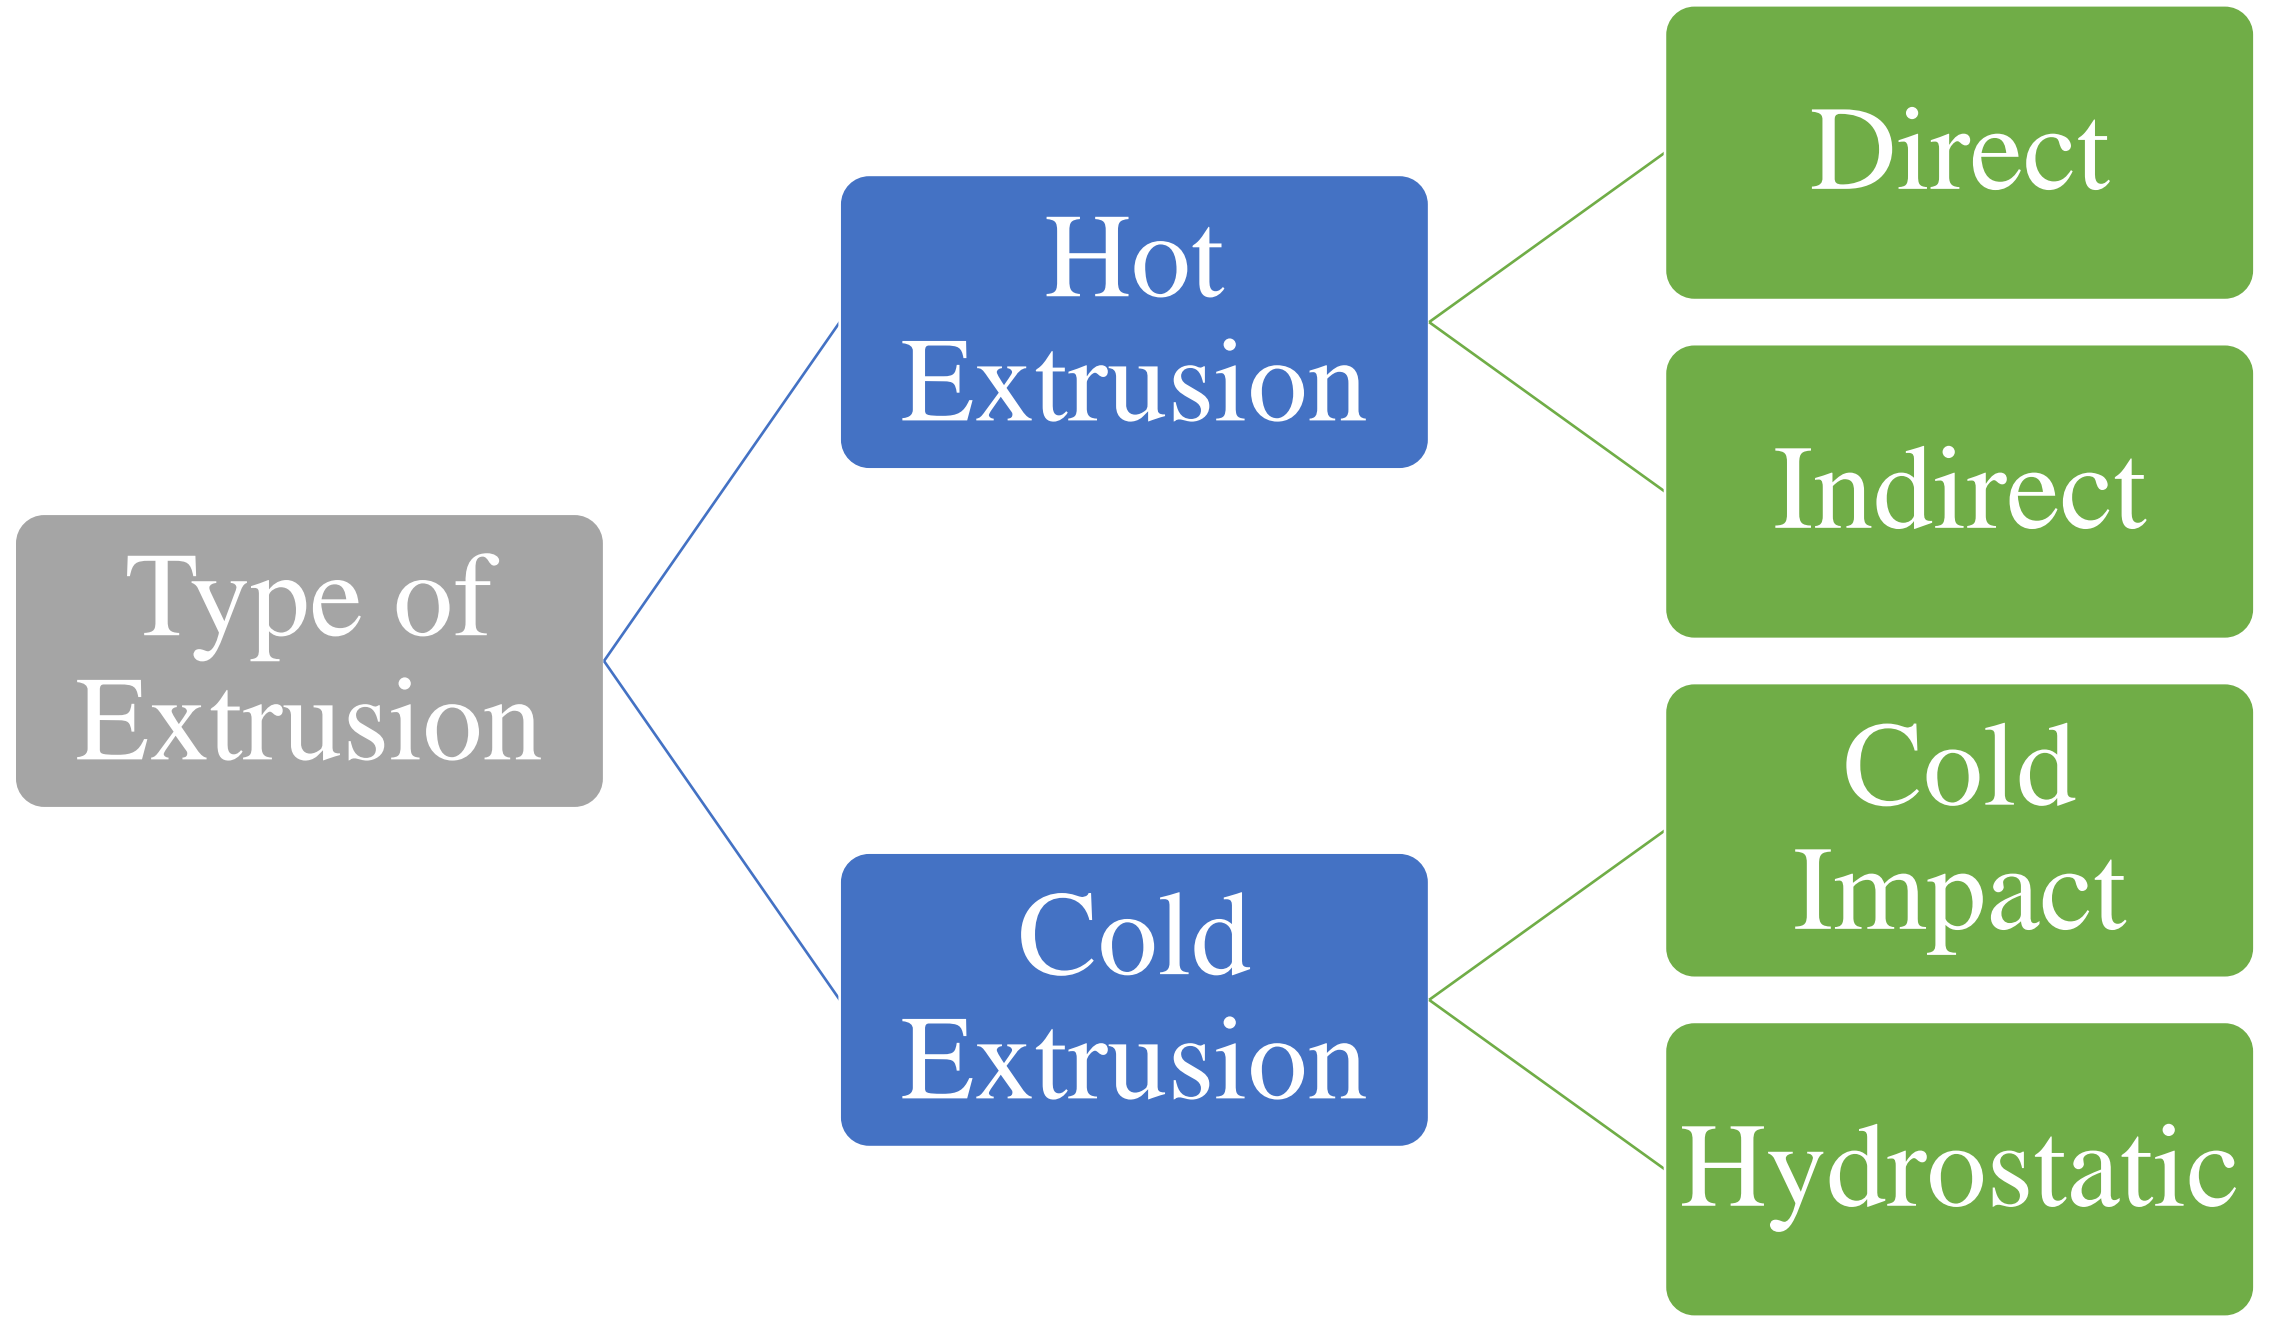 Type of
Extrusion
Hot
Extrusion
Direct
Indirect
Cold
Extrusion
Cold
Impact
Hydrostatic